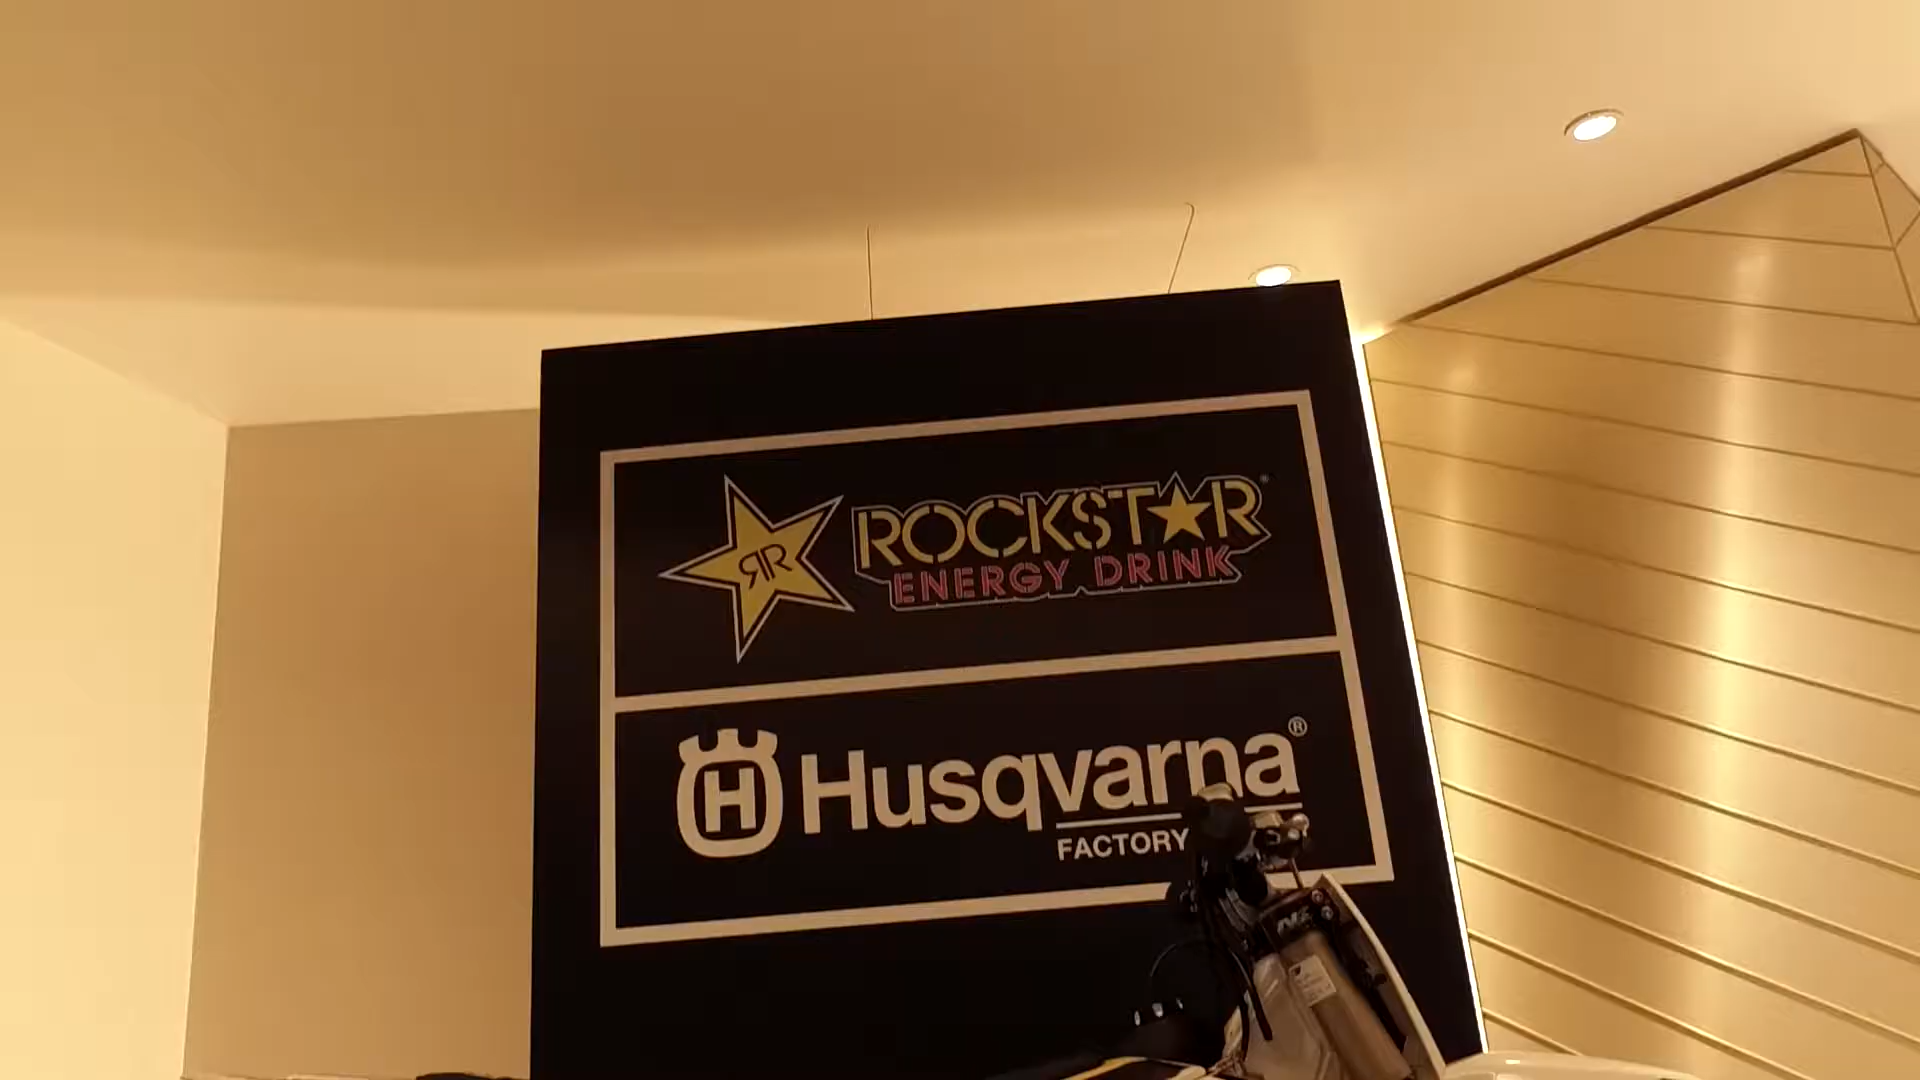 RR
ROCKSTAR®
ENERGY DRINK
H Husqvarna®
FACTORY